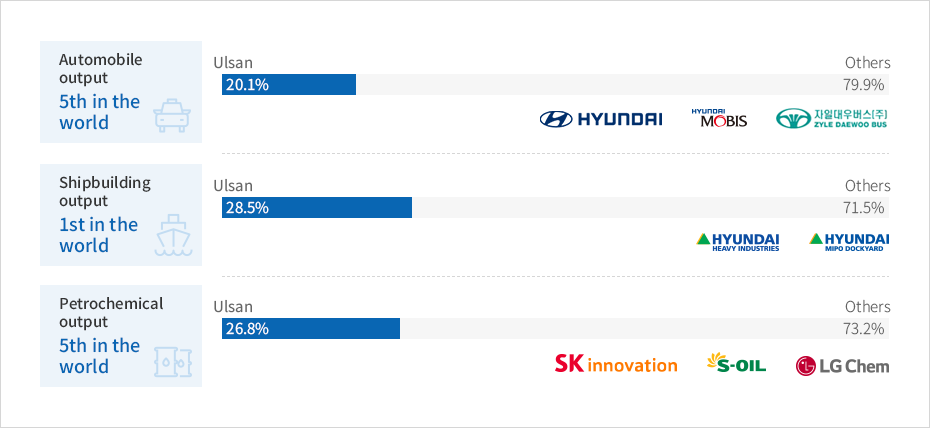 Automobile
output
5th in the
world
Ulsan
Others
20.1%
79.9%
HYUNDAI
HYUNDAI
MOBIS
자일대우버스(주)
ZYLE DAEWOO BUS
Shipbuilding
output
1st in the
world
Ulsan
Others
28.5%
71.5%
HYUNDAI
HEAVY INDUSTRIES
HYUNDAI
MIPO DOCKYARD
Petrochemical
output
5th in the
world
Ulsan
Others
26.8%
73.2%
SK innovation
S-OIL
LG Chem